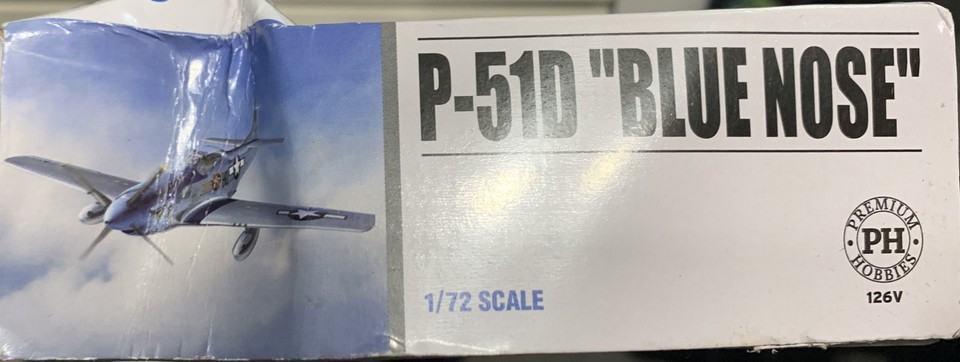 P-51D "BLUE NOSE"
PREMIUM
PH
HOBBIES
126V
1/72 SCALE